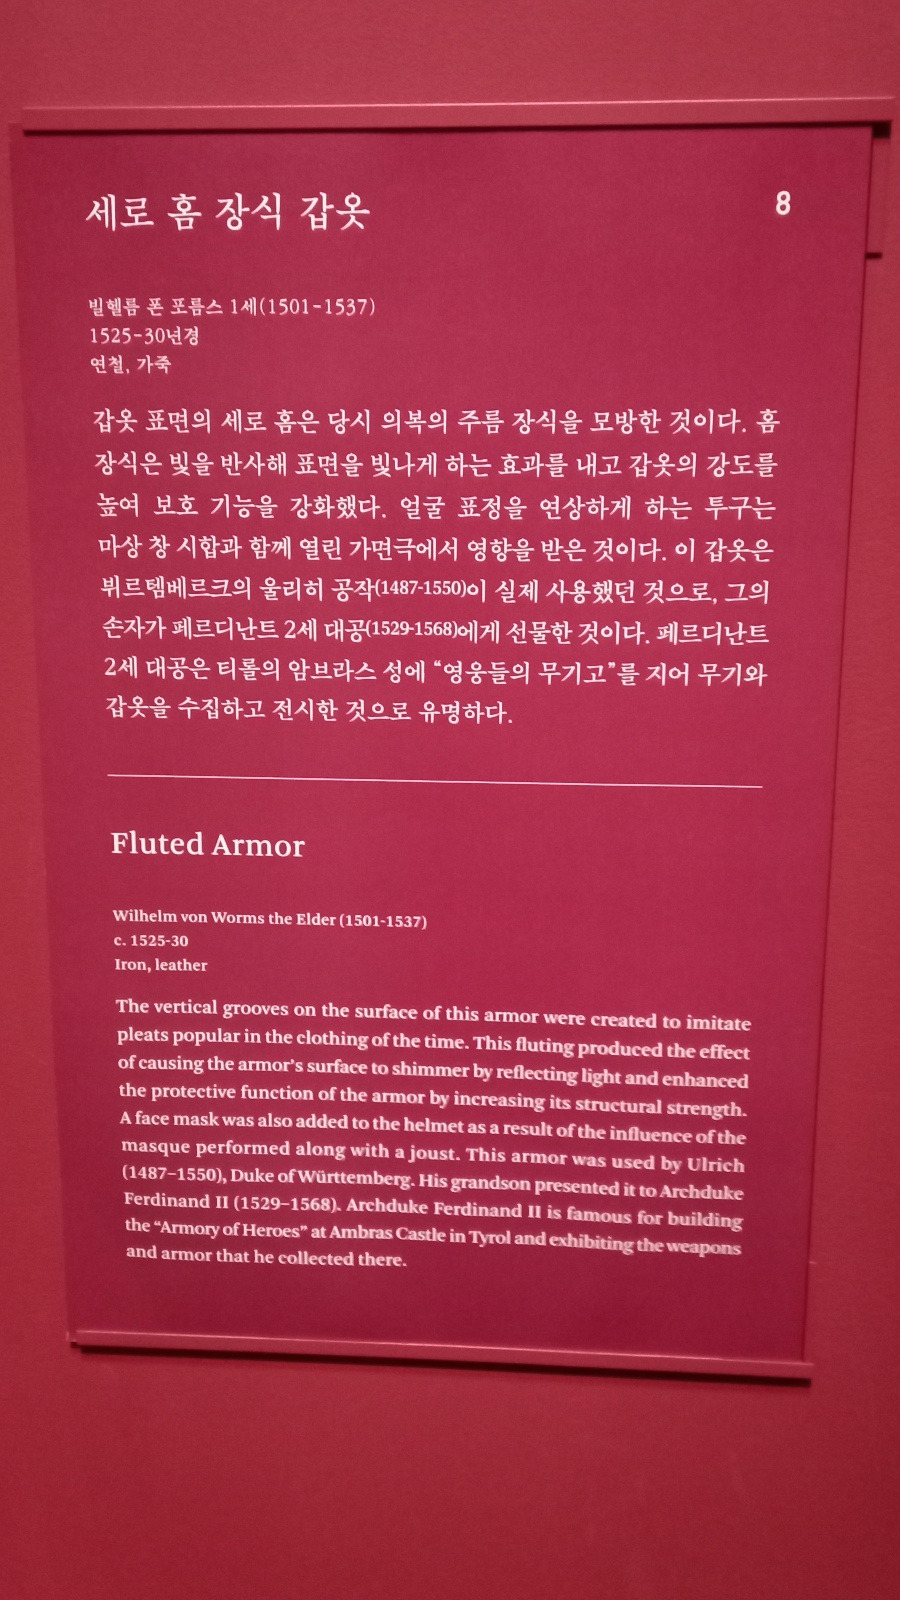 세로 홈 장식 갑옷
8
빌헬름 폰 포름스 1세(1501-1537)
1525-30년경
연철, 가죽
갑옷 표면의 세로 홈은 당시 의복의 주름 장식을 모방한 것이다. 홈
장식은 빛을 반사해 표면을 빛나게 하는 효과를 내고 갑옷의 강도를
높여 보호 기능을 강화했다. 얼굴 표정을 연상하게 하는 투구는
마상 창 시합과 함께 열린 가면극에서 영향을 받은 것이다. 이 갑옷은
뷔르템베르크의 울리히 공작(1487-1550)이 실제 사용했던 것으로, 그의
손자가 페르디난트 2세 대공(1529-1568)에게 선물한 것이다. 페르디난트
2세 대공은 티롤의 암브라스 성에 “영웅들의 무기고”를 지어 무기와
갑옷을 수집하고 전시한 것으로 유명하다.
Fluted Armor
Wilhelm von Worms the Elder (1501-1537)
c. 1525-30
Iron, leather
The vertical grooves on the surface of this armor were created to imitate
pleats popular in the clothing of the time. This fluting produced the effect
of causing the armor’s surface to shimmer by reflecting light and enhanced
the protective function of the armor by increasing its structural strength.
A face mask was also added to the helmet as a result of the influence of the
masque performed along with a joust. This armor was used by Ulrich
(1487–1550), Duke of Württemberg. His grandson presented it to Archduke
Ferdinand II (1529–1568). Archduke Ferdinand II is famous for building
the “Armory of Heroes” at Ambras Castle in Tyrol and exhibiting the weapons
and armor that he collected there.